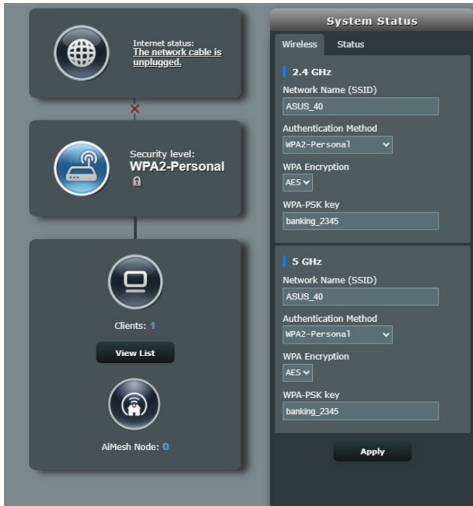 Internet status:
The network cable is
unplugged.
Security level:
WPA2-Personal
Clients: 1
View List
AiMesh Node: 0
System Status
Wireless Status
2.4 GHz
Network Name (SSID)
ASUS_40
Authentication Method
WPA2-Personal
WPA Encryption
AES
WPA-PSK key
banking_2345
5 GHz
Network Name (SSID)
ASUS_40
Authentication Method
WPA2-Personal
WPA Encryption
AES
WPA-PSK key
banking_2345
Apply